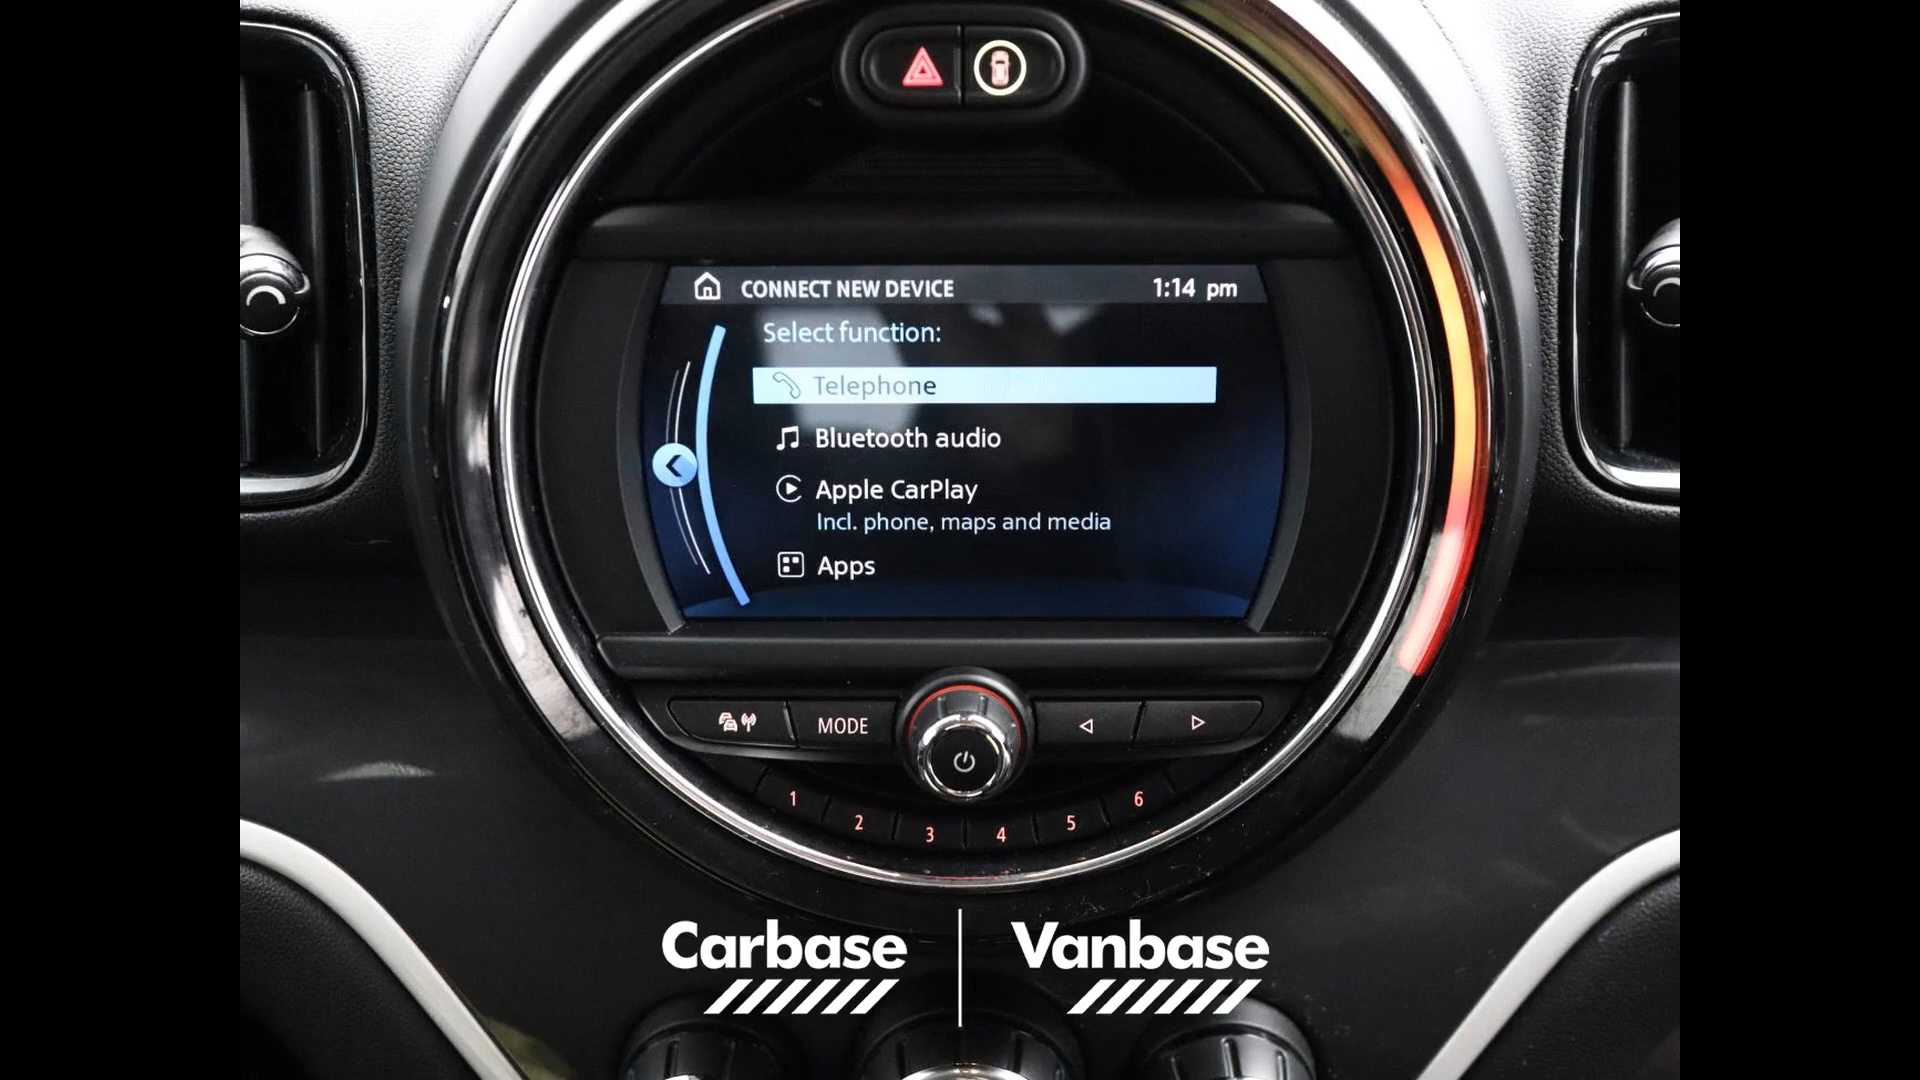 CONNECT NEW DEVICE 1:14 pm
Select function:
Telephone
Bluetooth audio
Apple CarPlay
Incl. phone, maps and media
Apps
MODE
1 2 3 4 5 6
Carbase Vanbase